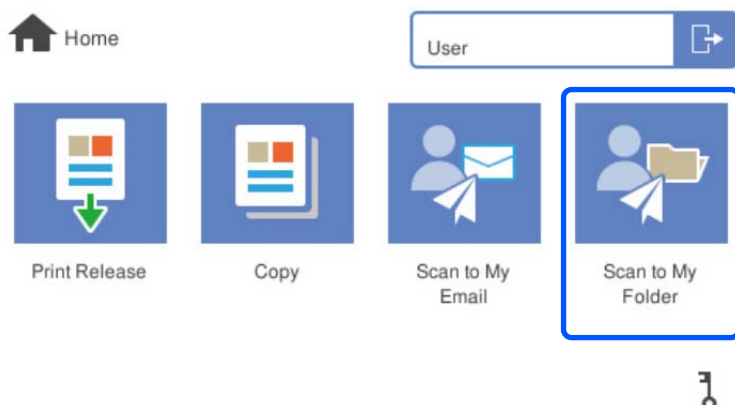 Home
User
Print Release
Copy
Scan to My
Email
Scan to My
Folder